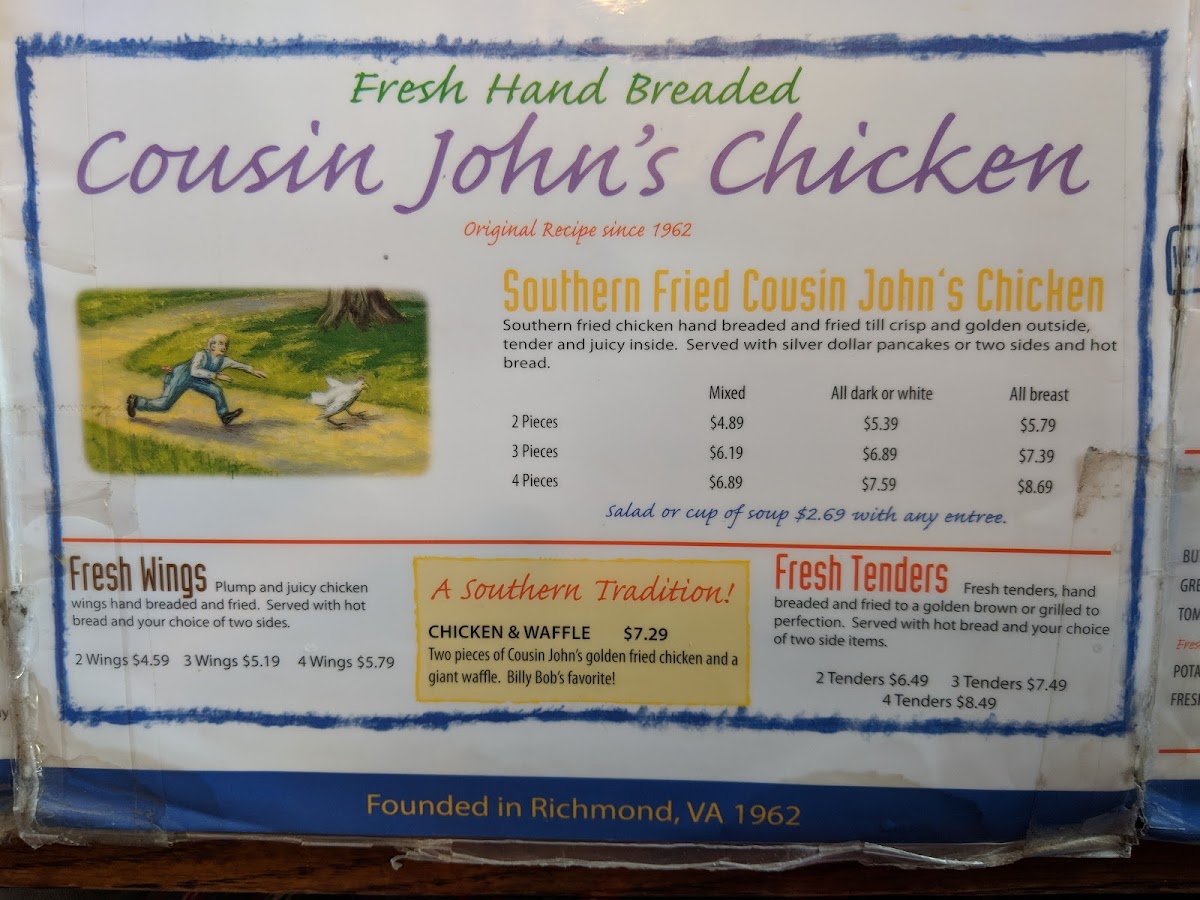 Fresh Hand Breaded
Cousin John's Chicken
Original Recipe since 1962
Southern Fried Cousin John's Chicken
Southern fried chicken hand breaded and fried till crisp and golden outside,
tender and juicy inside. Served with silver dollar pancakes or two sides and hot
bread.
Mixed All dark or white All breast
2 Pieces $4.89 $5.39 $5.79
3 Pieces $6.19 $6.89 $7.39
4 Pieces $6.89 $7.59 $8.69
Salad or cup of soup $2.69 with any entree.
Fresh Wings Plump and juicy chicken
wings hand breaded and fried. Served with hot
bread and your choice of two sides.
2 Wings $4.59 3 Wings $5.19 4 Wings $5.79
A Southern Tradition!
CHICKEN & WAFFLE $7.29
Two pieces of Cousin John's golden fried chicken and a
giant waffle. Billy Bob's favorite!
Fresh Tenders Fresh tenders, hand
breaded and fried to a golden brown or grilled to
perfection. Served with hot bread and your choice
of two side items.
2 Tenders $6.49 3 Tenders $7.49
4 Tenders $8.49
Founded in Richmond, VA 1962
BU
GRE
TOM
Fres
POTA
FRESH